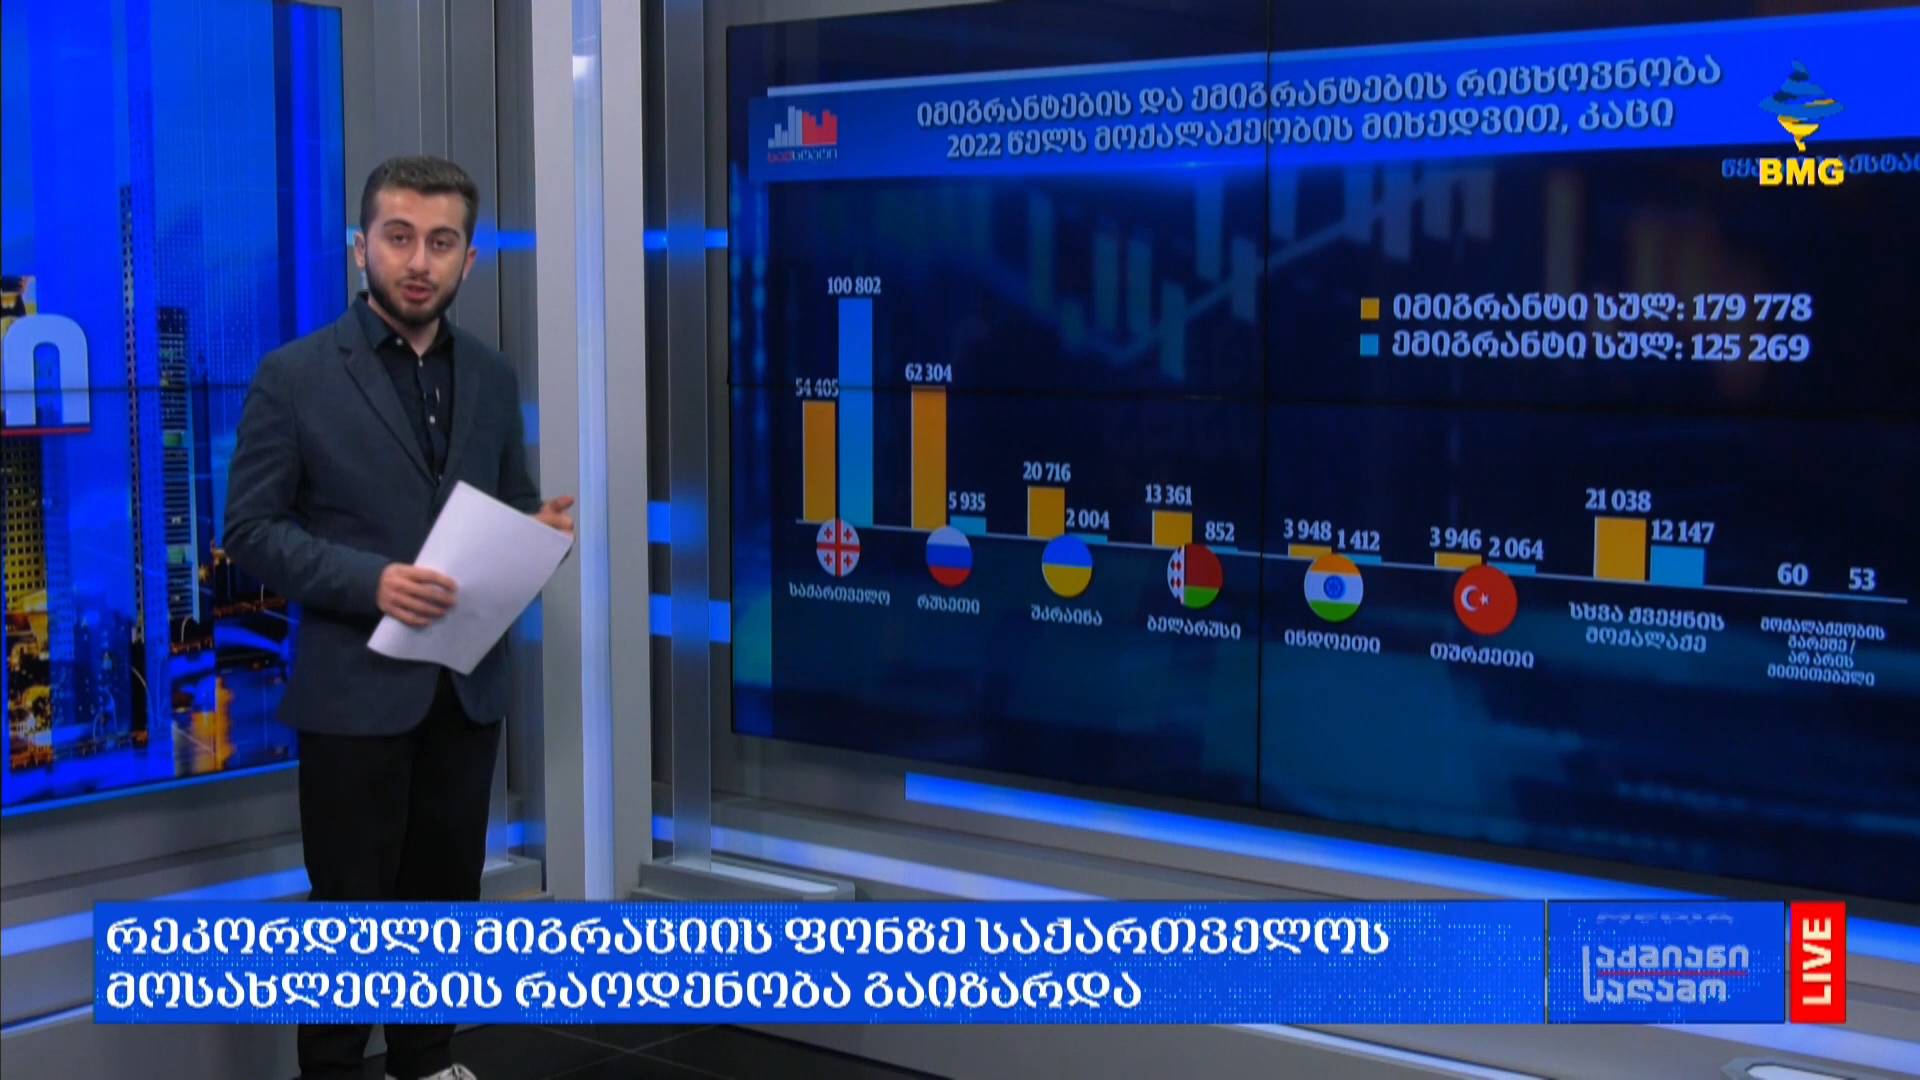 იმიგრანტების და ემიგრანტების რიცხოვნობა
2022 წელს მოქალაქეობის მიხედვით, კაცი
საქსტატი
BMG
იმიგრანტი სულ: 179 778
ემიგრანტი სულ: 125 269
54 405
100 802
62 304
5 935
20 716
2 004
13 361
852
3 948
1 412
3 946
2 064
21 038
12 147
60
53
საქართველო
რუსეთი
უკრაინა
ბელარუსი
ინდოეთი
თურქეთი
სხვა ქვეყნის
მოქალაქე
მოქალაქეობის
გარეშე /
არ არის
მითითებული
რეკორდული მიგრაციის ფონზე საქართველოს
მოსახლეობის რაოდენობა გაიზარდა
საქმიანი
საღამო
LIVE